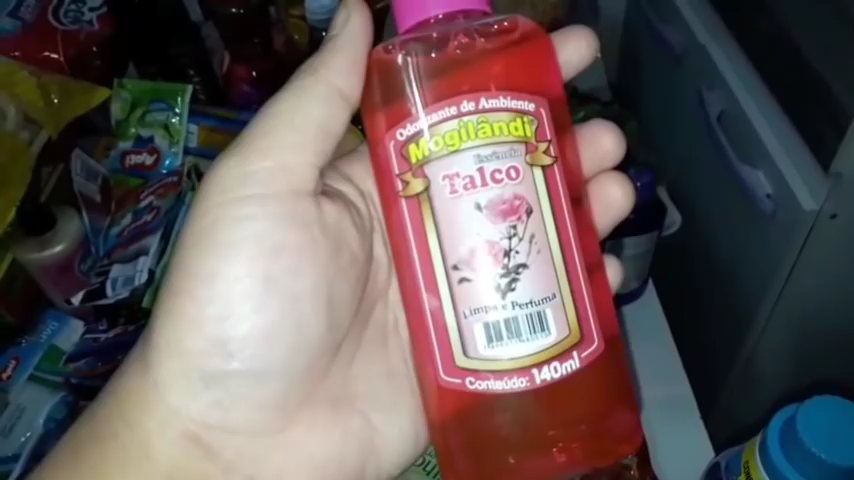 Odorizante de Ambiente
Mogilândi
Essência
Talco
Limpa e Perfuma
Conteúdo: 140ml